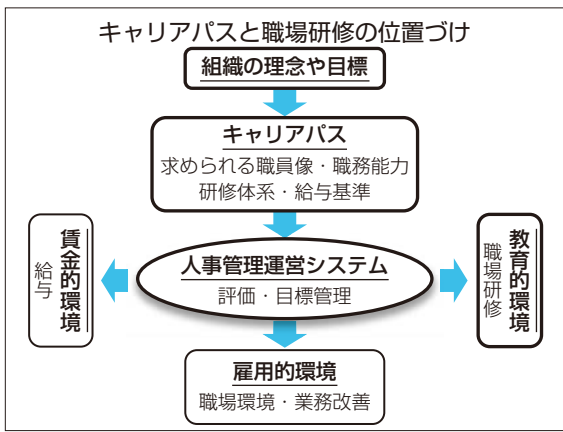 キャリアパスと職場研修の位置づけ
組織の理念や目標
キャリアパス
求められる職員像・職務能力
研修体系・給与基準
賃金的環境
給与
人事管理運営システム
評価・目標管理
教育的環境
職場研修
雇用的環境
職場環境・業務改善